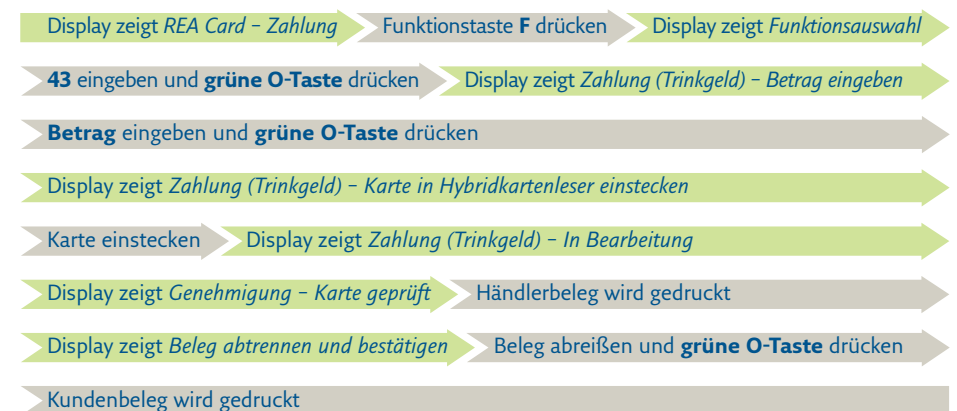 Display zeigt REA Card – Zahlung Funktionstaste F drücken Display zeigt Funktionsauswahl
43 eingeben und grüne O-Taste drücken Display zeigt Zahlung (Trinkgeld) – Betrag eingeben
Betrag eingeben und grüne O-Taste drücken
Display zeigt Zahlung (Trinkgeld) – Karte in Hybridkartenleser einstecken
Karte einstecken Display zeigt Zahlung (Trinkgeld) – In Bearbeitung
Display zeigt Genehmigung – Karte geprüft Händlerbeleg wird gedruckt
Display zeigt Beleg abtrennen und bestätigen Beleg abreißen und grüne O-Taste drücken
Kundenbeleg wird gedruckt